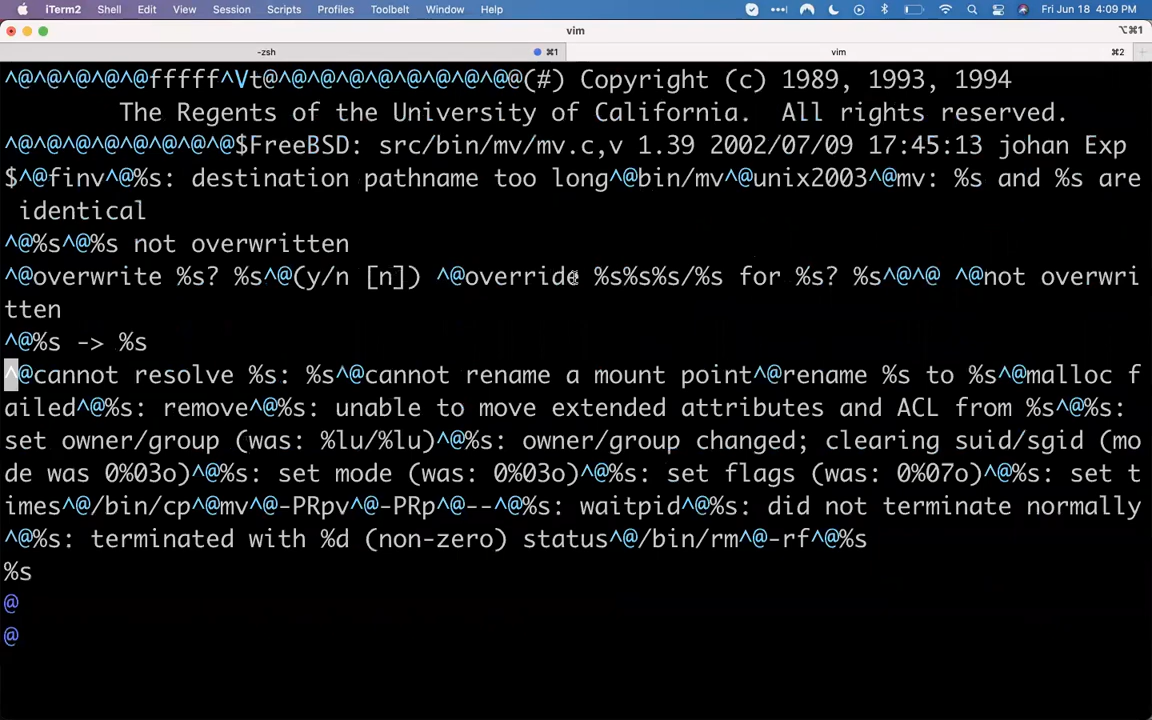 iTerm2 Shell Edit View Session Scripts Profiles Toolbelt Window Help Fri Jun 18 4:09 PM
vim ⌥⌘1
-zsh ⌘1 vim ⌘2
^@^@^@^@^@fffff^Vt@^@^@^@^@^@^@^@^@@(#) Copyright (c) 1989, 1993, 1994
The Regents of the University of California.  All rights reserved.
^@^@^@^@^@^@^@^@$FreeBSD: src/bin/mv/mv.c,v 1.39 2002/07/09 17:45:13 johan Exp
$^@finv^@%s: destination pathname too long^@bin/mv^@unix2003^@mv: %s and %s are
 identical
^@%s^@%s not overwritten
^@overwrite %s? %s^@(y/n [n]) ^@override %s%s%s/%s for %s? %s^@^@ ^@not overwri
tten
^@%s -> %s
^@cannot resolve %s: %s^@cannot rename a mount point^@rename %s to %s^@malloc f
ailed^@%s: remove^@%s: unable to move extended attributes and ACL from %s^@%s:
set owner/group (was: %lu/%lu)^@%s: owner/group changed; clearing suid/sgid (mo
de was 0%03o)^@%s: set mode (was: 0%03o)^@%s: set flags (was: 0%07o)^@%s: set t
imes^@/bin/cp^@mv^@-PRpv^@-PRp^@--^@%s: waitpid^@%s: did not terminate normally
^@%s: terminated with %d (non-zero) status^@/bin/rm^@-rf^@%s
%s
@
@